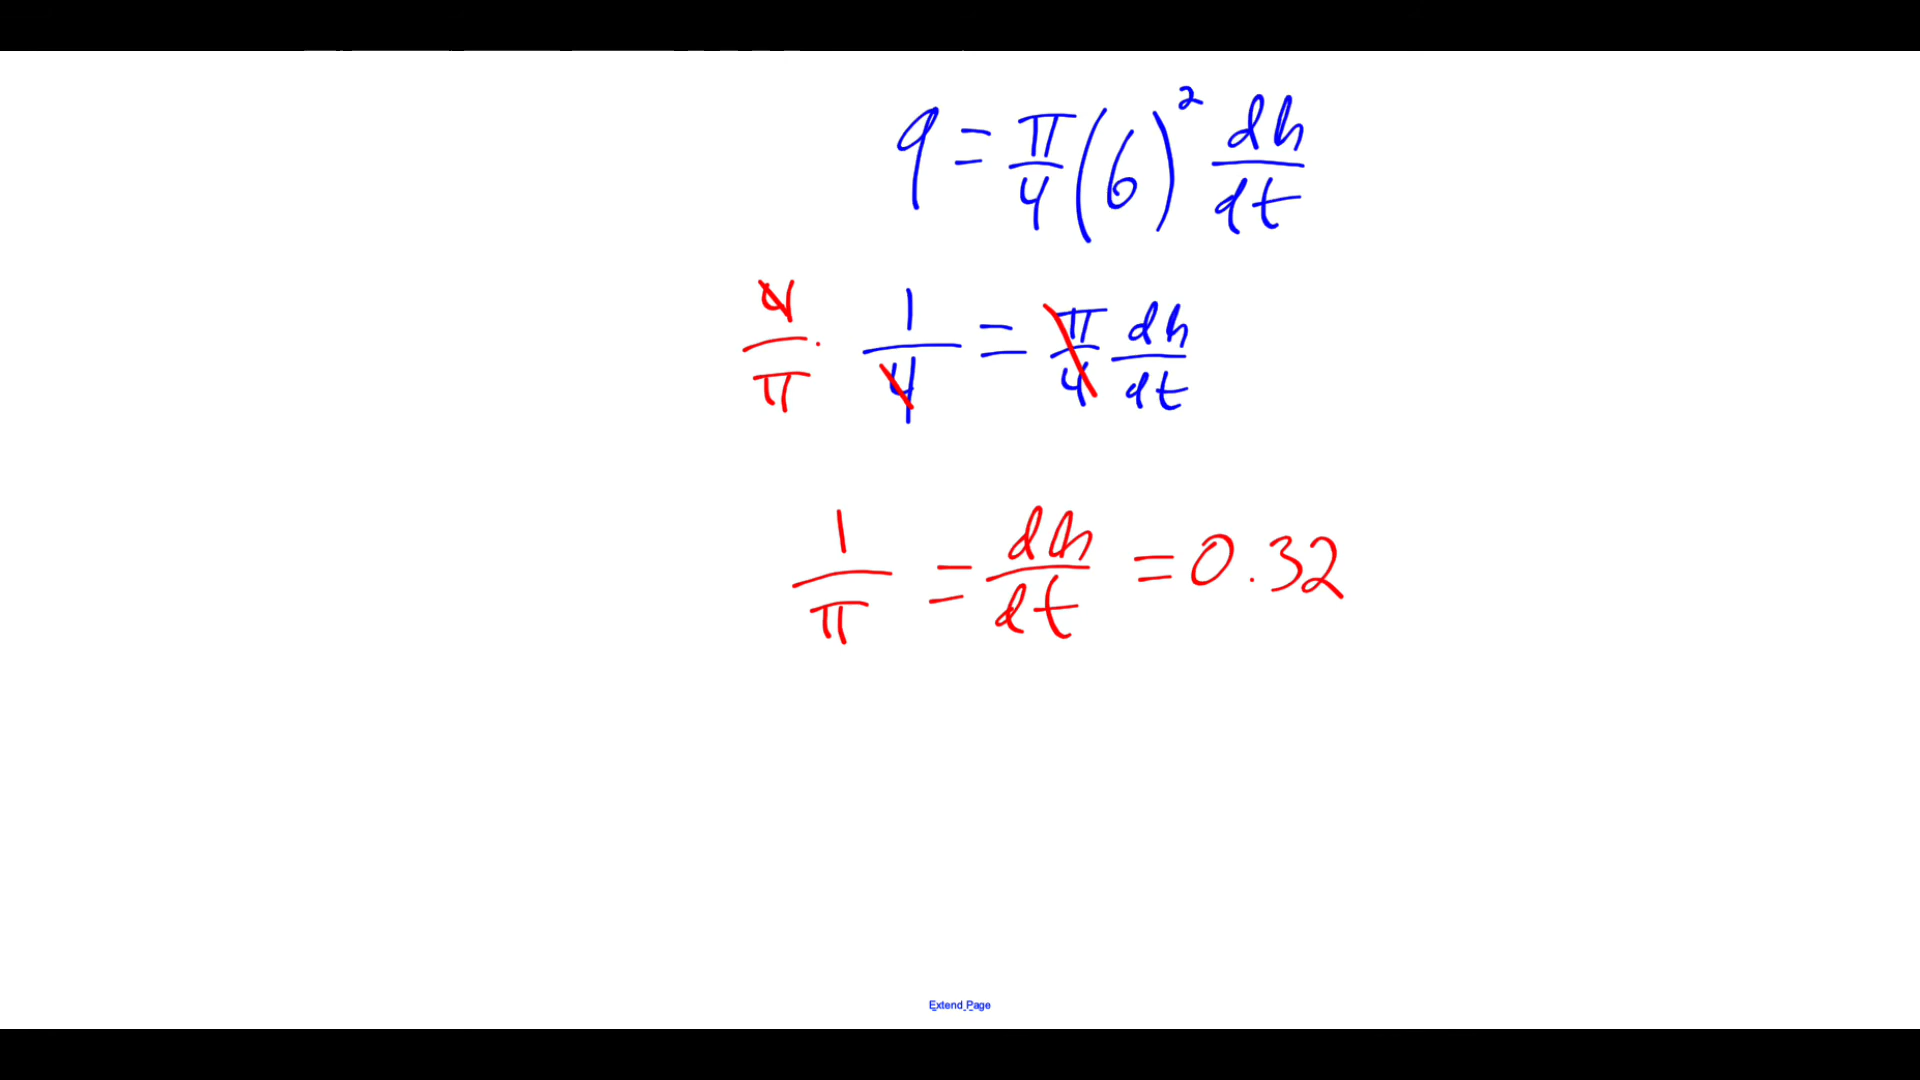 9 = π/4 (6)² dh/dt
4/π · 1/4 = π/4 dh/dt
1/π = dh/dt = 0.32
Extend Page